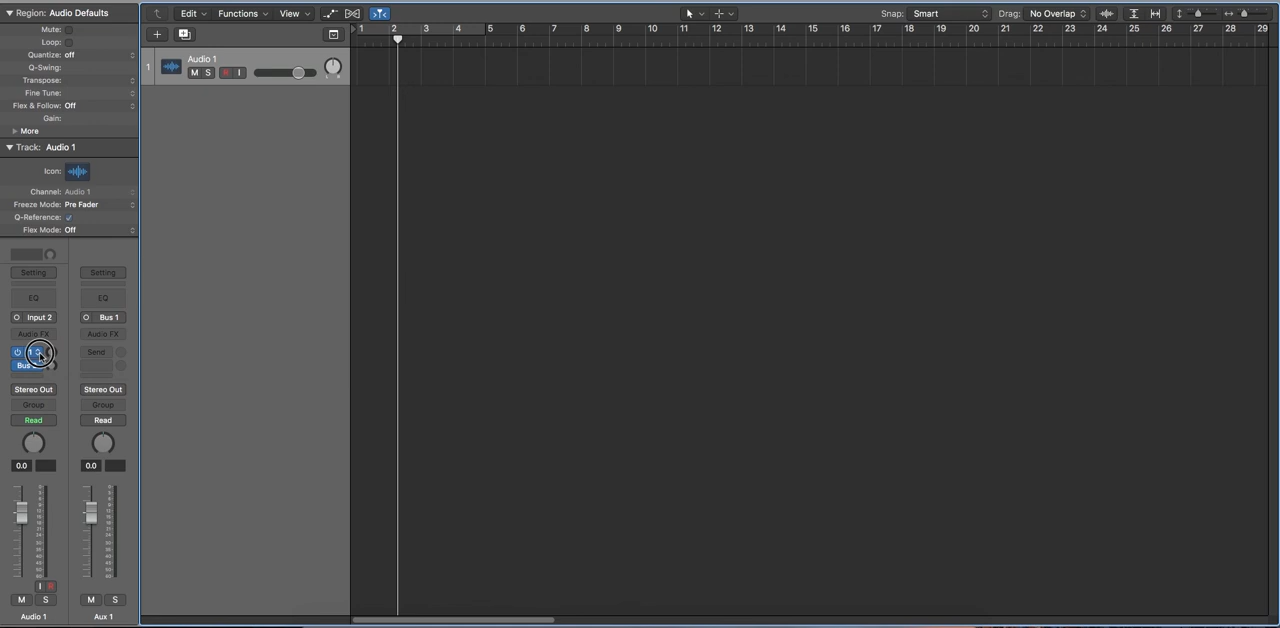 Region: Audio Defaults
Mute:
Loop:
Quantize: off
Q-Swing:
Transpose:
Fine Tune:
Flex & Follow: Off
Gain:
More
Track: Audio 1
Icon:
Channel: Audio 1
Freeze Mode: Pre Fader
Q-Reference:
Flex Mode: Off
Setting Setting
EQ EQ
Input 2 Bus 1
Audio FX Audio FX
1 Send
Bus
Stereo Out Stereo Out
Group Group
Read Read
0.0 0.0
I R
M S M S
Audio 1 Aux 1
Edit Functions View Snap: Smart Drag: No Overlap
1 2 3 4 5 6 7 8 9 10 11 12 13 14 15 16 17 18 19 20 21 22 23 24 25 26 27 28 29
1 Audio 1
M S R I